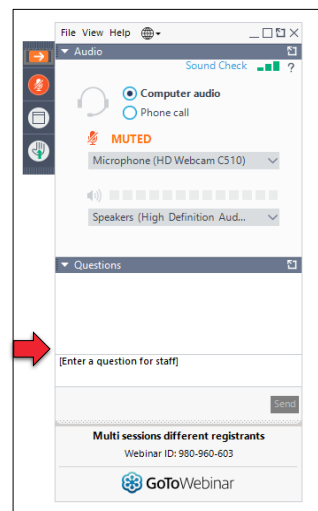 File View Help
Audio
Sound Check
?
Computer audio
Phone call
MUTED
Microphone (HD Webcam C510)
Speakers (High Definition Aud...
Questions
[Enter a question for staff]
Send
Multi sessions different registrants
Webinar ID: 980-960-603
GoToWebinar